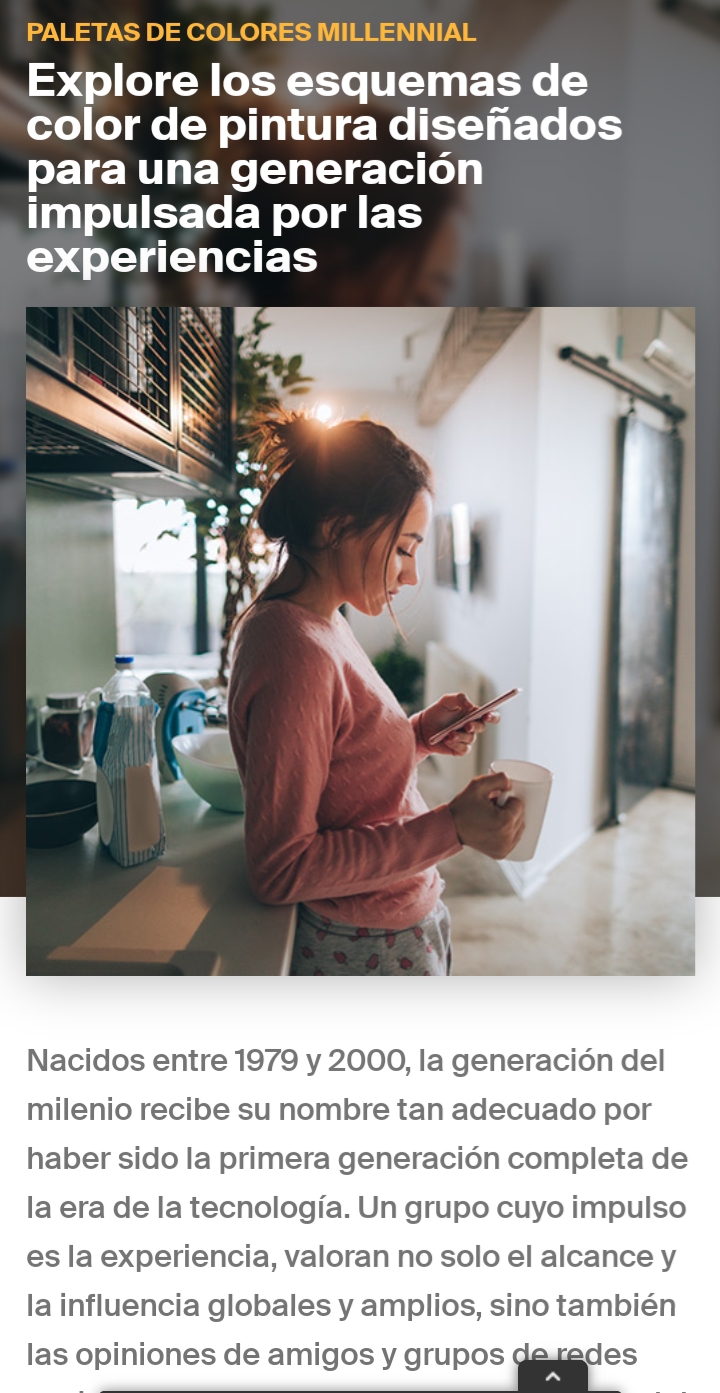 PALETAS DE COLORES MILLENNIAL
Explore los esquemas de
color de pintura diseñados
para una generación
impulsada por las
experiencias
Nacidos entre 1979 y 2000, la generación del
milenio recibe su nombre tan adecuado por
haber sido la primera generación completa de
la era de la tecnología. Un grupo cuyo impulso
es la experiencia, valoran no solo el alcance y
la influencia globales y amplios, sino también
las opiniones de amigos y grupos de redes